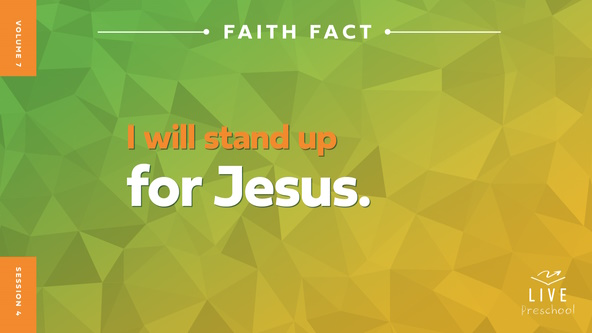 VOLUME 7
FAITH FACT
I will stand up
for Jesus.
SESSION 4
LIVE
Preschool